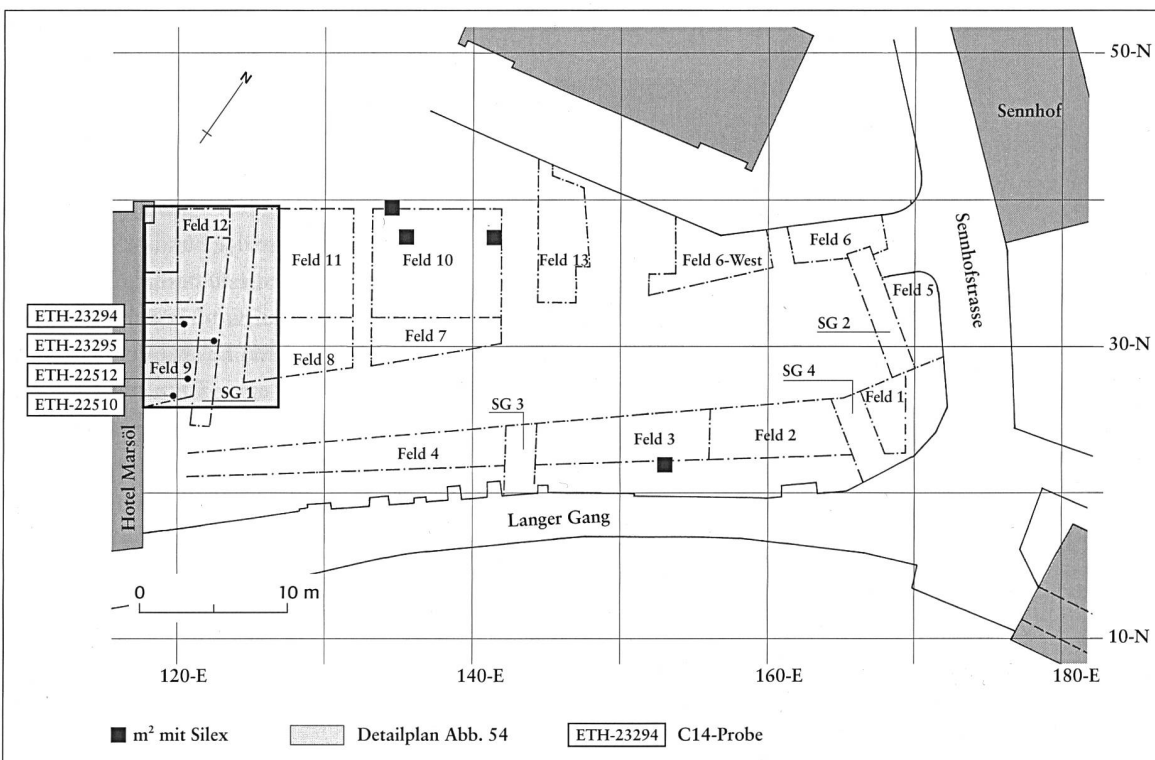 50-N
N
Sennhof
Feld 12
Feld 11
Feld 10
Feld 13
Feld 6-West
Feld 6
Sennhofstrasse
Feld 5
ETH-23294
ETH-23295
ETH-22512
ETH-22510
Feld 9
SG 1
Feld 8
Feld 7
SG 2
30-N
SG 4
Feld 1
SG 3
Feld 4
Feld 3
Feld 2
Hotel Marsöl
Langer Gang
0 10 m
10-N
120-E 140-E 160-E 180-E
m² mit Silex Detailplan Abb. 54 ETH-23294 C14-Probe